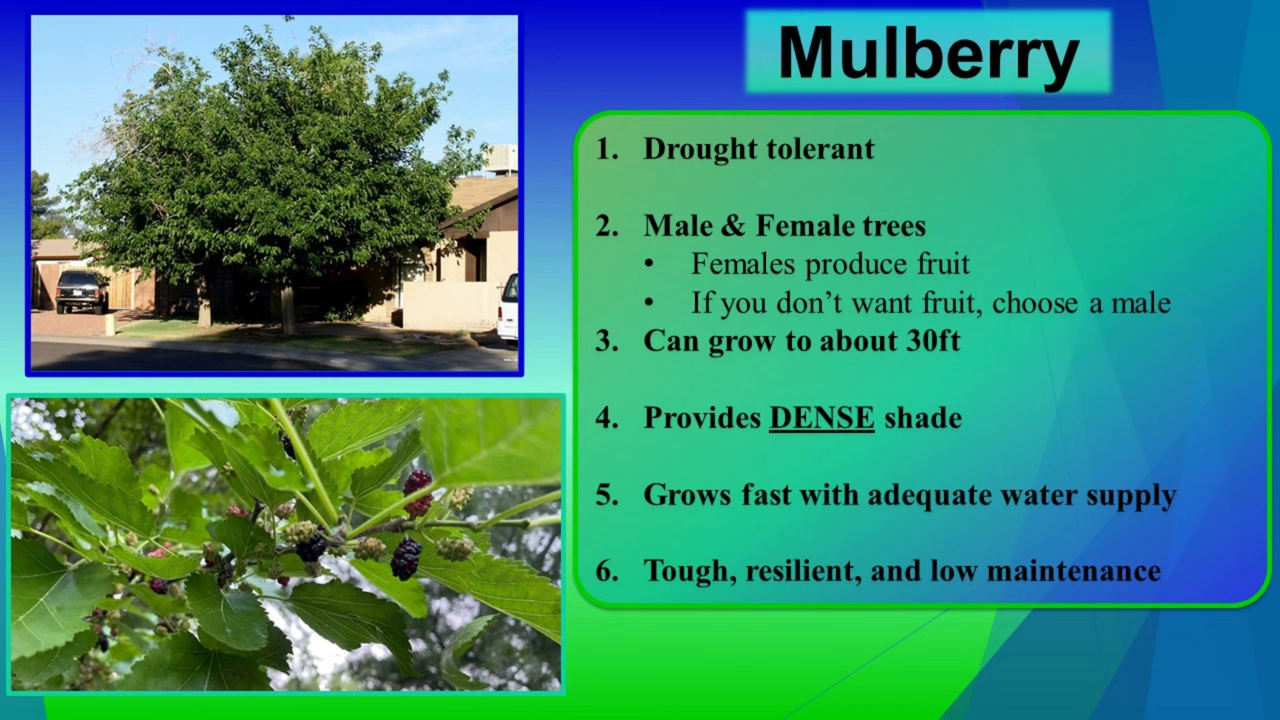 Mulberry
1. Drought tolerant
2. Male & Female trees
• Females produce fruit
• If you don’t want fruit, choose a male
3. Can grow to about 30ft
4. Provides DENSE shade
5. Grows fast with adequate water supply
6. Tough, resilient, and low maintenance